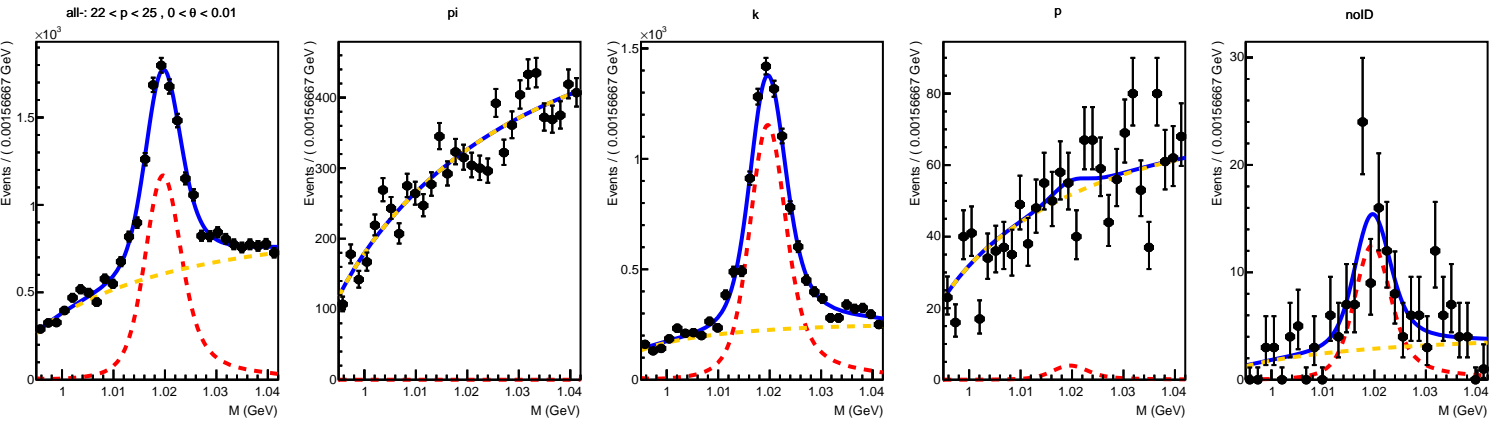 all-: 22 < p < 25 , 0 < θ < 0.01
×10³
Events / ( 0.00156667 GeV )
1.5
1
0.5
0
1 1.01 1.02 1.03 1.04
M (GeV)
pi
Events / ( 0.00156667 GeV )
400
300
200
100
0
1 1.01 1.02 1.03 1.04
M (GeV)
k
×10³
Events / ( 0.00156667 GeV )
1.5
1
0.5
0
1 1.01 1.02 1.03 1.04
M (GeV)
p
Events / ( 0.00156667 GeV )
80
60
40
20
0
1 1.01 1.02 1.03 1.04
M (GeV)
noID
Events / ( 0.00156667 GeV )
30
20
10
0
1 1.01 1.02 1.03 1.04
M (GeV)